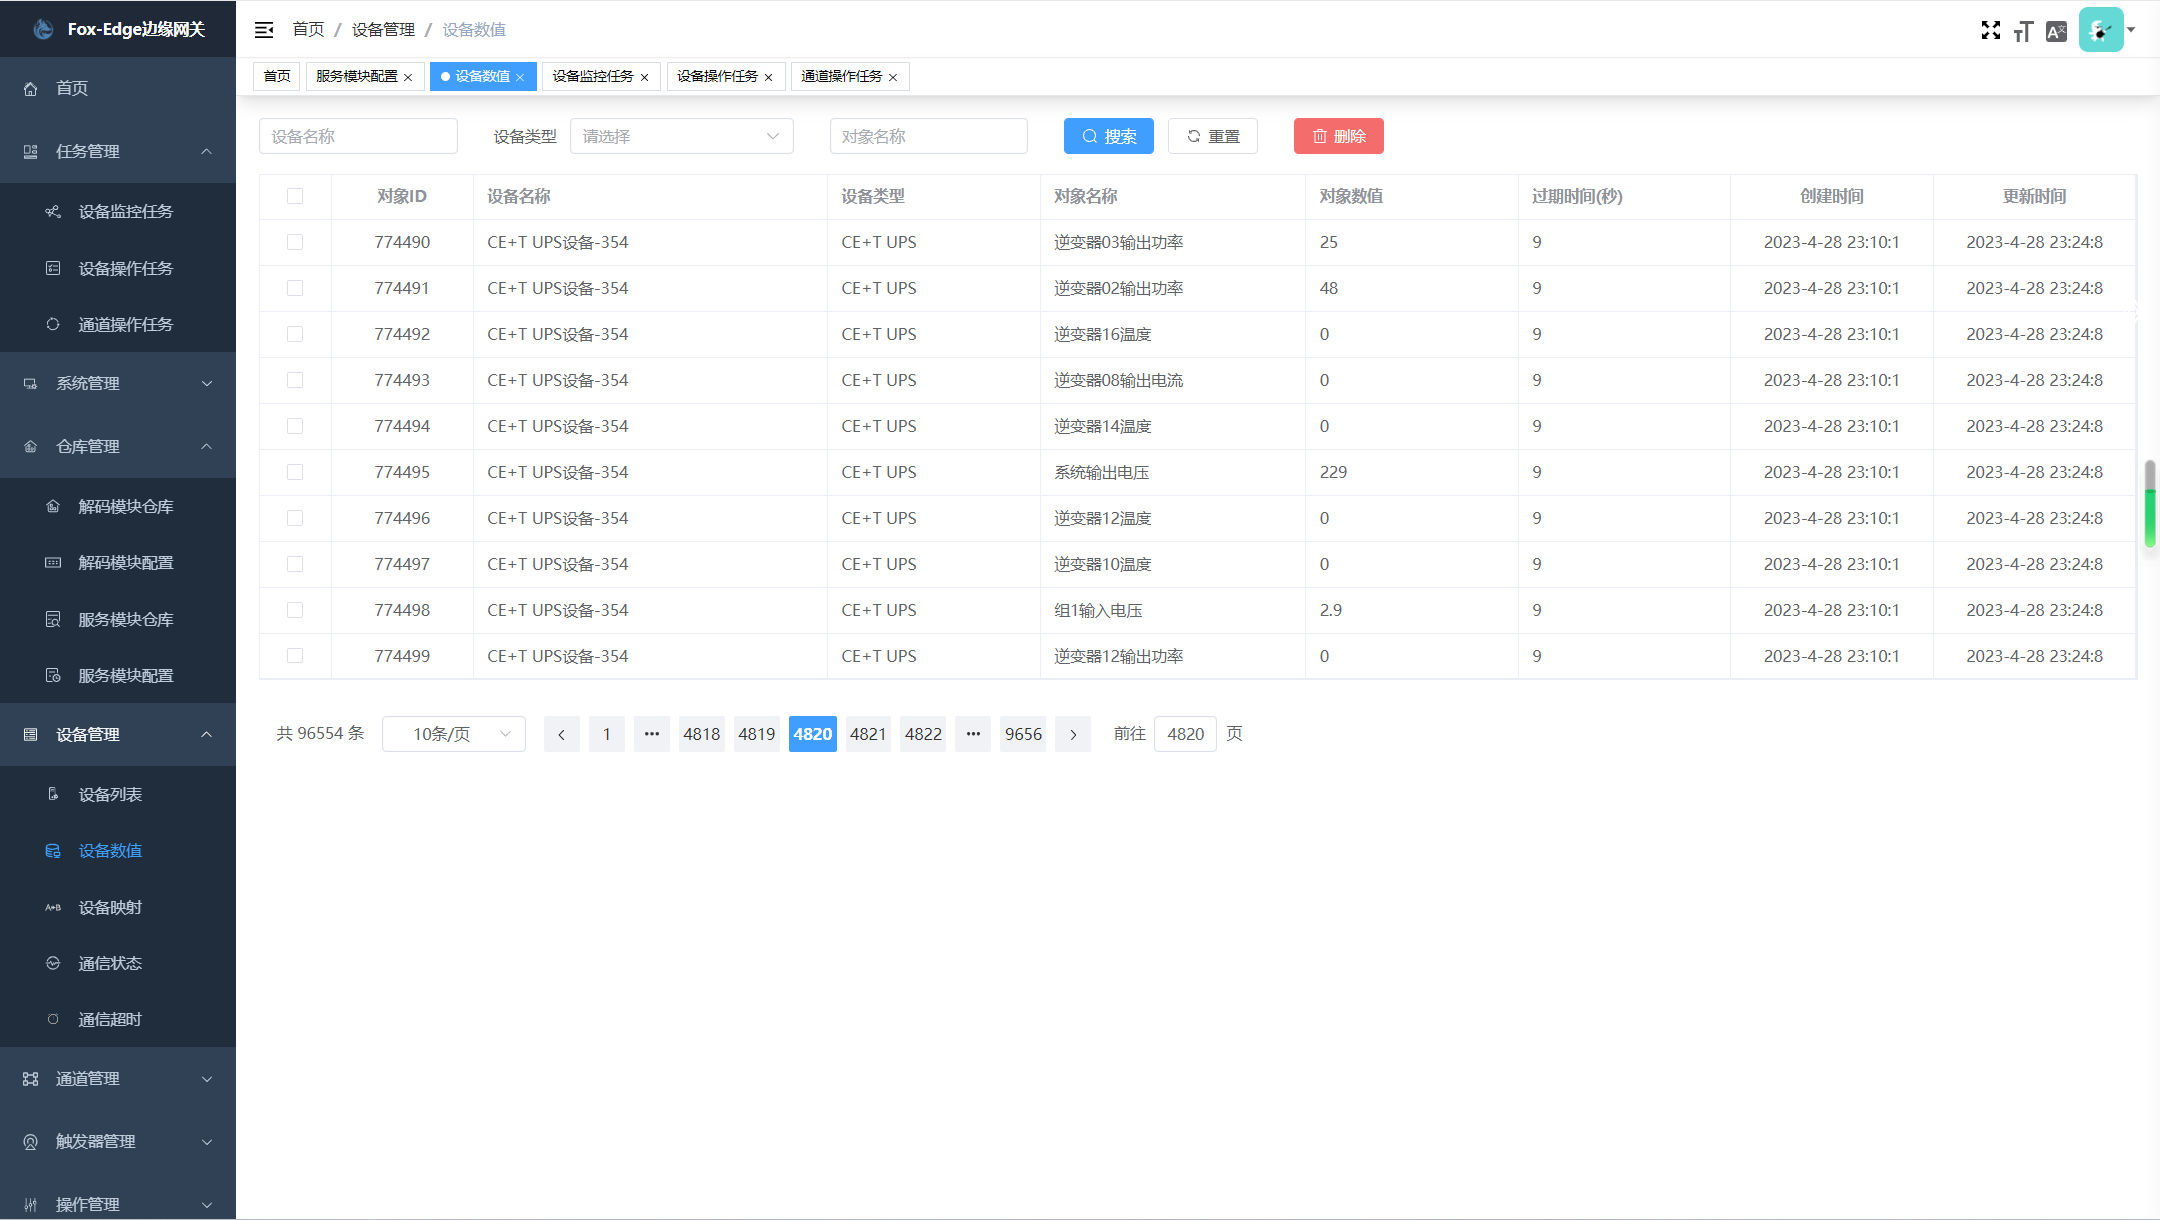 Fox-Edge边缘网关
首页
任务管理
设备监控任务
设备操作任务
通道操作任务
系统管理
仓库管理
解码模块仓库
解码模块配置
服务模块仓库
服务模块配置
设备管理
设备列表
设备数值
设备映射
通信状态
通信超时
通道管理
触发器管理
操作管理
首页 / 设备管理 / 设备数值
首页 服务模块配置 × 设备数值 × 设备监控任务 × 设备操作任务 × 通道操作任务 ×
设备名称 设备类型 请选择 对象名称 搜索 重置 删除
对象ID 设备名称 设备类型 对象名称 对象数值 过期时间(秒) 创建时间 更新时间
774490 CE+T UPS设备-354 CE+T UPS 逆变器03输出功率 25 9 2023-4-28 23:10:1 2023-4-28 23:24:8
774491 CE+T UPS设备-354 CE+T UPS 逆变器02输出功率 48 9 2023-4-28 23:10:1 2023-4-28 23:24:8
774492 CE+T UPS设备-354 CE+T UPS 逆变器16温度 0 9 2023-4-28 23:10:1 2023-4-28 23:24:8
774493 CE+T UPS设备-354 CE+T UPS 逆变器08输出电流 0 9 2023-4-28 23:10:1 2023-4-28 23:24:8
774494 CE+T UPS设备-354 CE+T UPS 逆变器14温度 0 9 2023-4-28 23:10:1 2023-4-28 23:24:8
774495 CE+T UPS设备-354 CE+T UPS 系统输出电压 229 9 2023-4-28 23:10:1 2023-4-28 23:24:8
774496 CE+T UPS设备-354 CE+T UPS 逆变器12温度 0 9 2023-4-28 23:10:1 2023-4-28 23:24:8
774497 CE+T UPS设备-354 CE+T UPS 逆变器10温度 0 9 2023-4-28 23:10:1 2023-4-28 23:24:8
774498 CE+T UPS设备-354 CE+T UPS 组1输入电压 2.9 9 2023-4-28 23:10:1 2023-4-28 23:24:8
774499 CE+T UPS设备-354 CE+T UPS 逆变器12输出功率 0 9 2023-4-28 23:10:1 2023-4-28 23:24:8
共 96554 条 10条/页 1 ••• 4818 4819 4820 4821 4822 ••• 9656 前往 4820 页